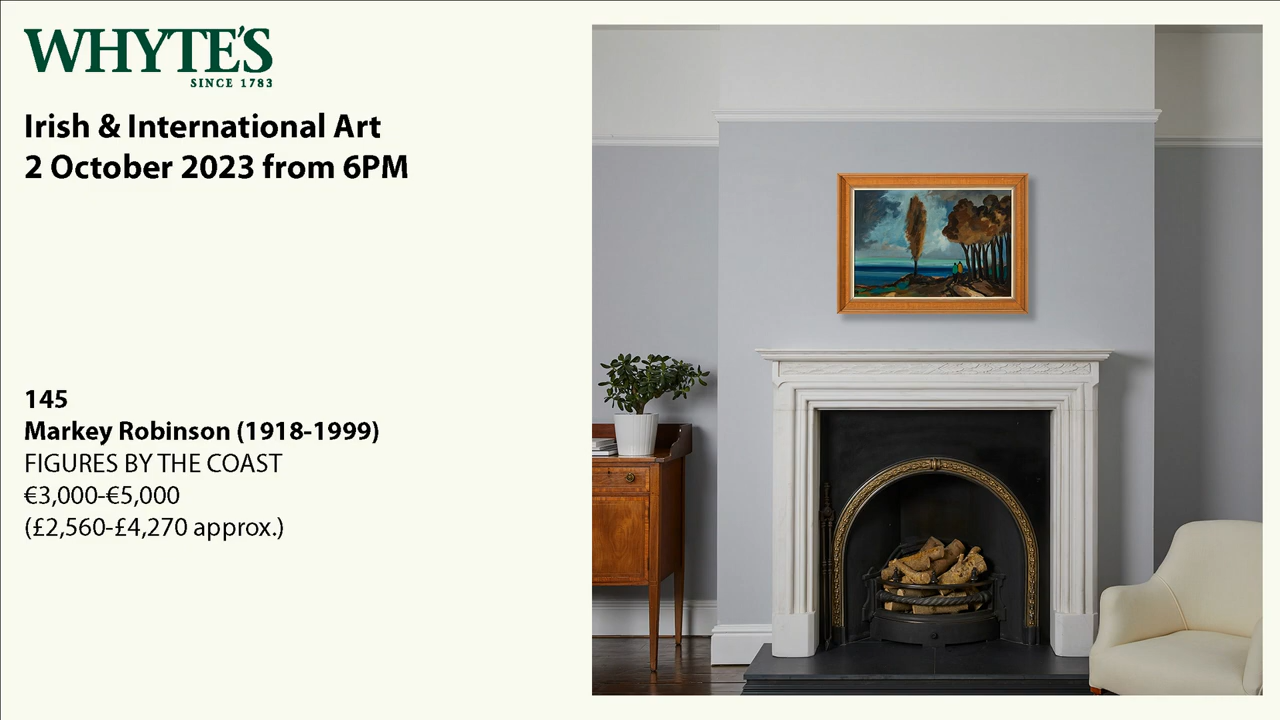 WHYTE'S
SINCE 1783
Irish & International Art
2 October 2023 from 6PM
145
Markey Robinson (1918-1999)
FIGURES BY THE COAST
€3,000-€5,000
(£2,560-£4,270 approx.)